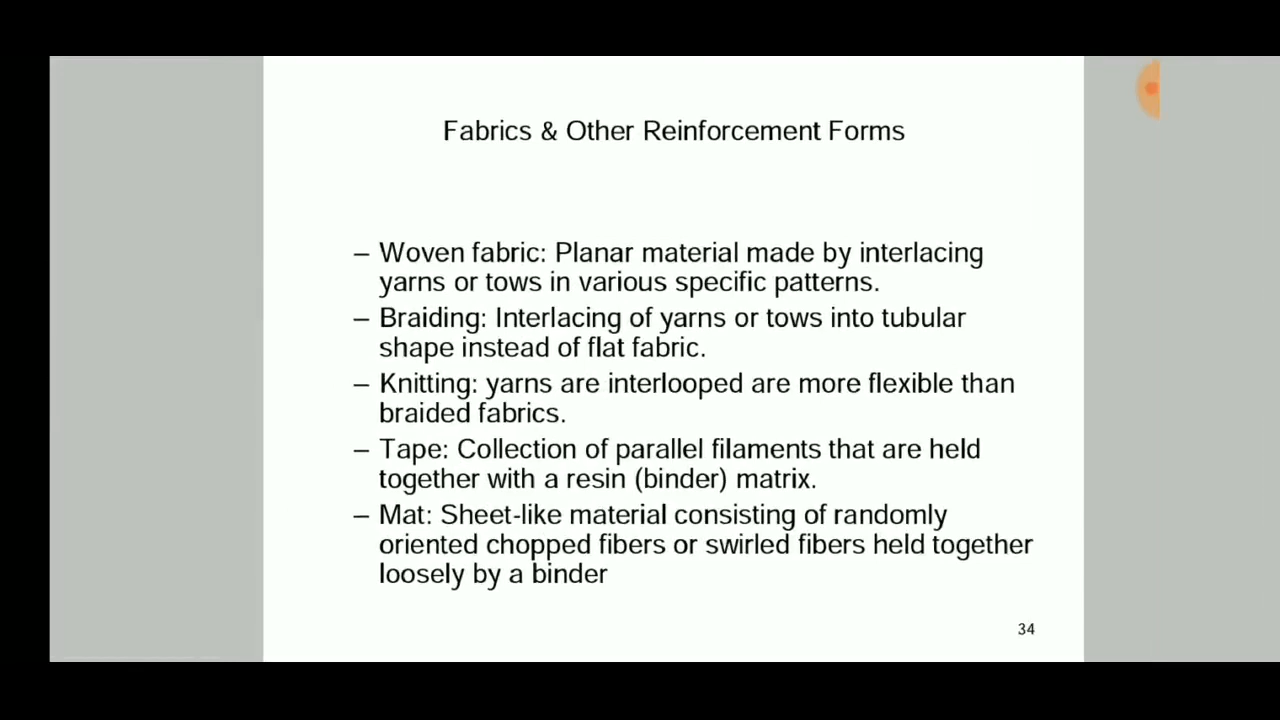 Fabrics & Other Reinforcement Forms
– Woven fabric: Planar material made by interlacing
yarns or tows in various specific patterns.
– Braiding: Interlacing of yarns or tows into tubular
shape instead of flat fabric.
– Knitting: yarns are interlooped are more flexible than
braided fabrics.
– Tape: Collection of parallel filaments that are held
together with a resin (binder) matrix.
– Mat: Sheet-like material consisting of randomly
oriented chopped fibers or swirled fibers held together
loosely by a binder
34